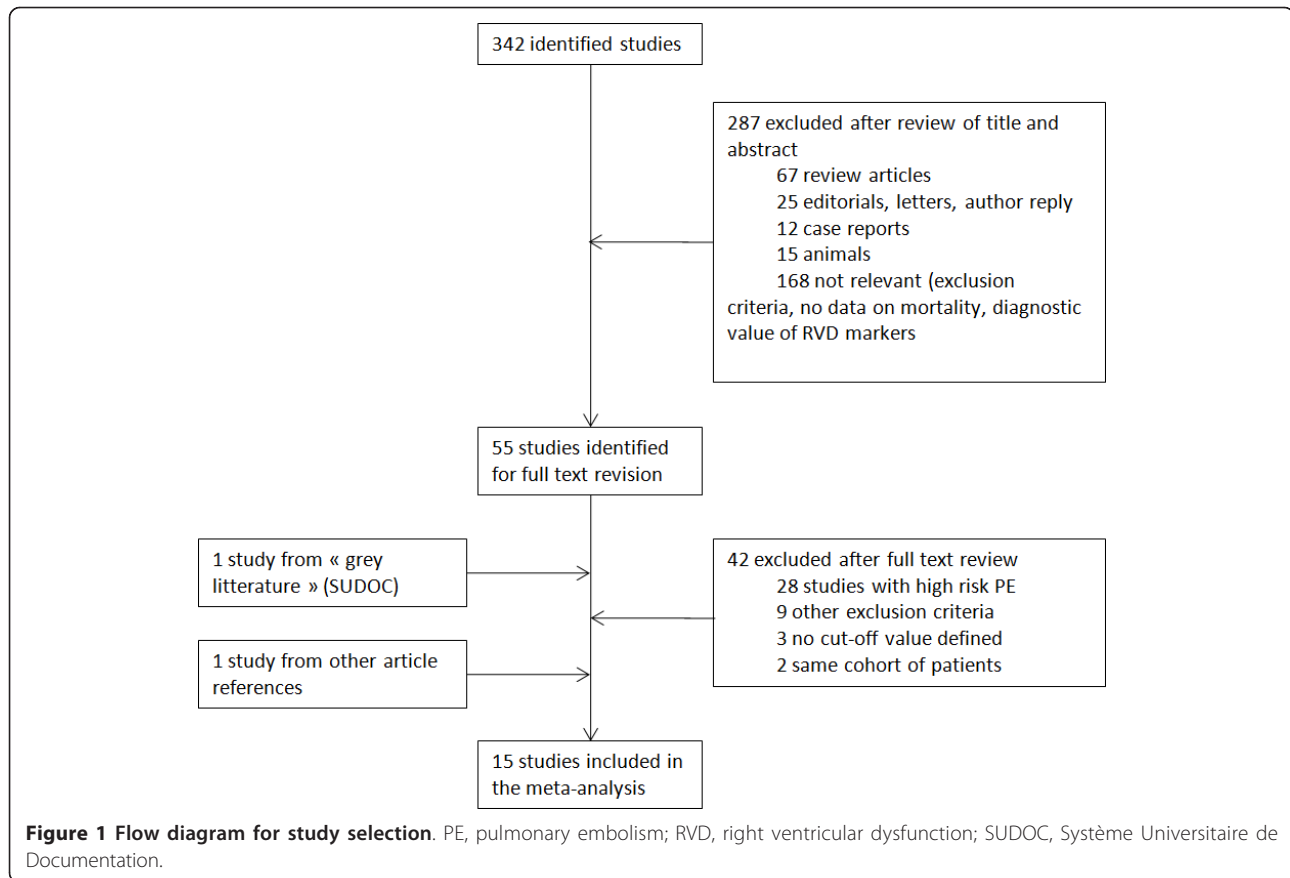 342 identified studies
287 excluded after review of title and
abstract
67 review articles
25 editorials, letters, author reply
12 case reports
15 animals
168 not relevant (exclusion
criteria, no data on mortality, diagnostic
value of RVD markers
55 studies identified
for full text revision
1 study from « grey
litterature » (SUDOC)
42 excluded after full text review
28 studies with high risk PE
9 other exclusion criteria
3 no cut-off value defined
2 same cohort of patients
1 study from other article
references
15 studies included in
the meta-analysis
Figure 1 Flow diagram for study selection. PE, pulmonary embolism; RVD, right ventricular dysfunction; SUDOC, Système Universitaire de
Documentation.